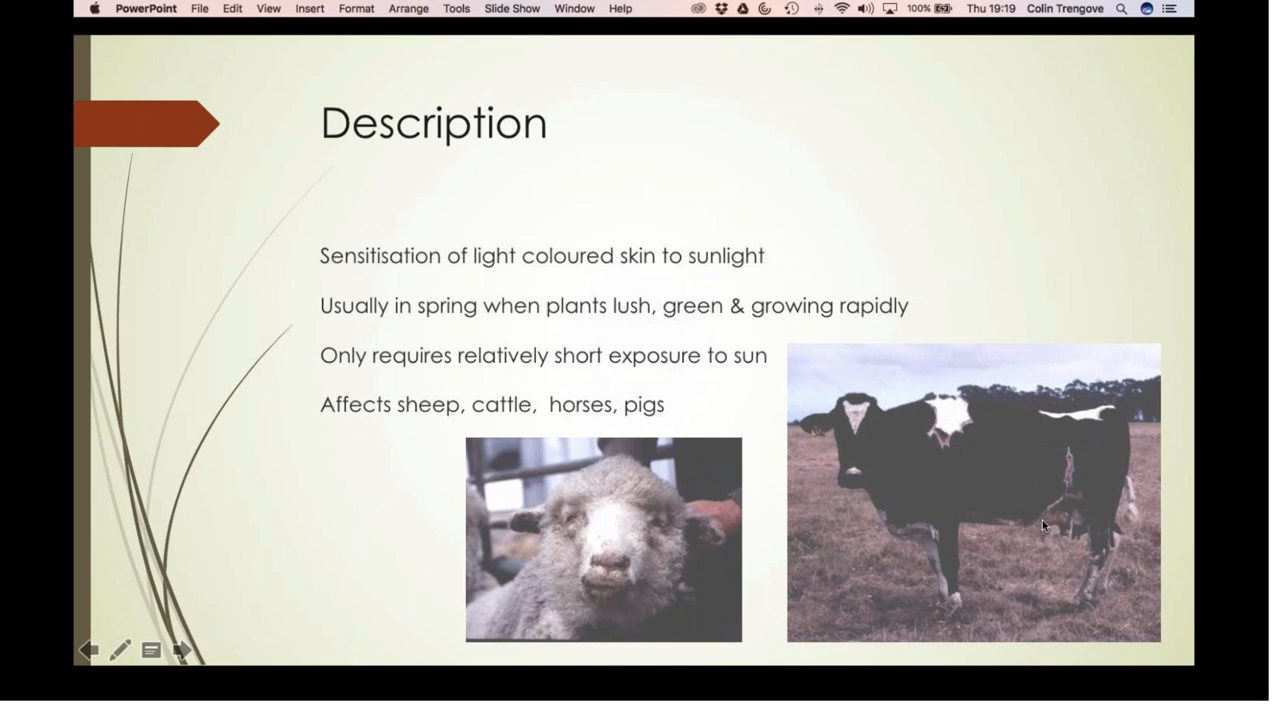 PowerPoint File Edit View Insert Format Arrange Tools Slide Show Window Help 100% Thu 19:19 Colin Trengove
Description
Sensitisation of light coloured skin to sunlight
Usually in spring when plants lush, green & growing rapidly
Only requires relatively short exposure to sun
Affects sheep, cattle, horses, pigs